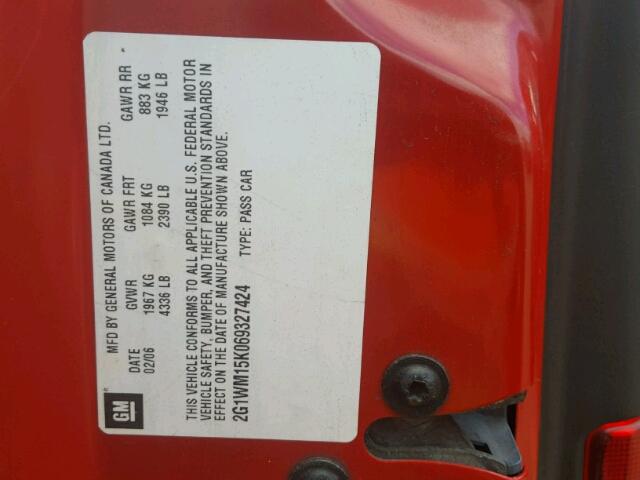 MFD BY GENERAL MOTORS OF CANADA LTD.
DATE GVWR GAWR FRT GAWR RR
02/06 1967 KG 1084 KG 883 KG
4336 LB 2390 LB 1946 LB
THIS VEHICLE CONFORMS TO ALL APPLICABLE U.S. FEDERAL MOTOR
VEHICLE SAFETY, BUMPER, AND THEFT PREVENTION STANDARDS IN
EFFECT ON THE DATE OF MANUFACTURE SHOWN ABOVE.
2G1WM15K069327424 TYPE: PASS CAR
GM